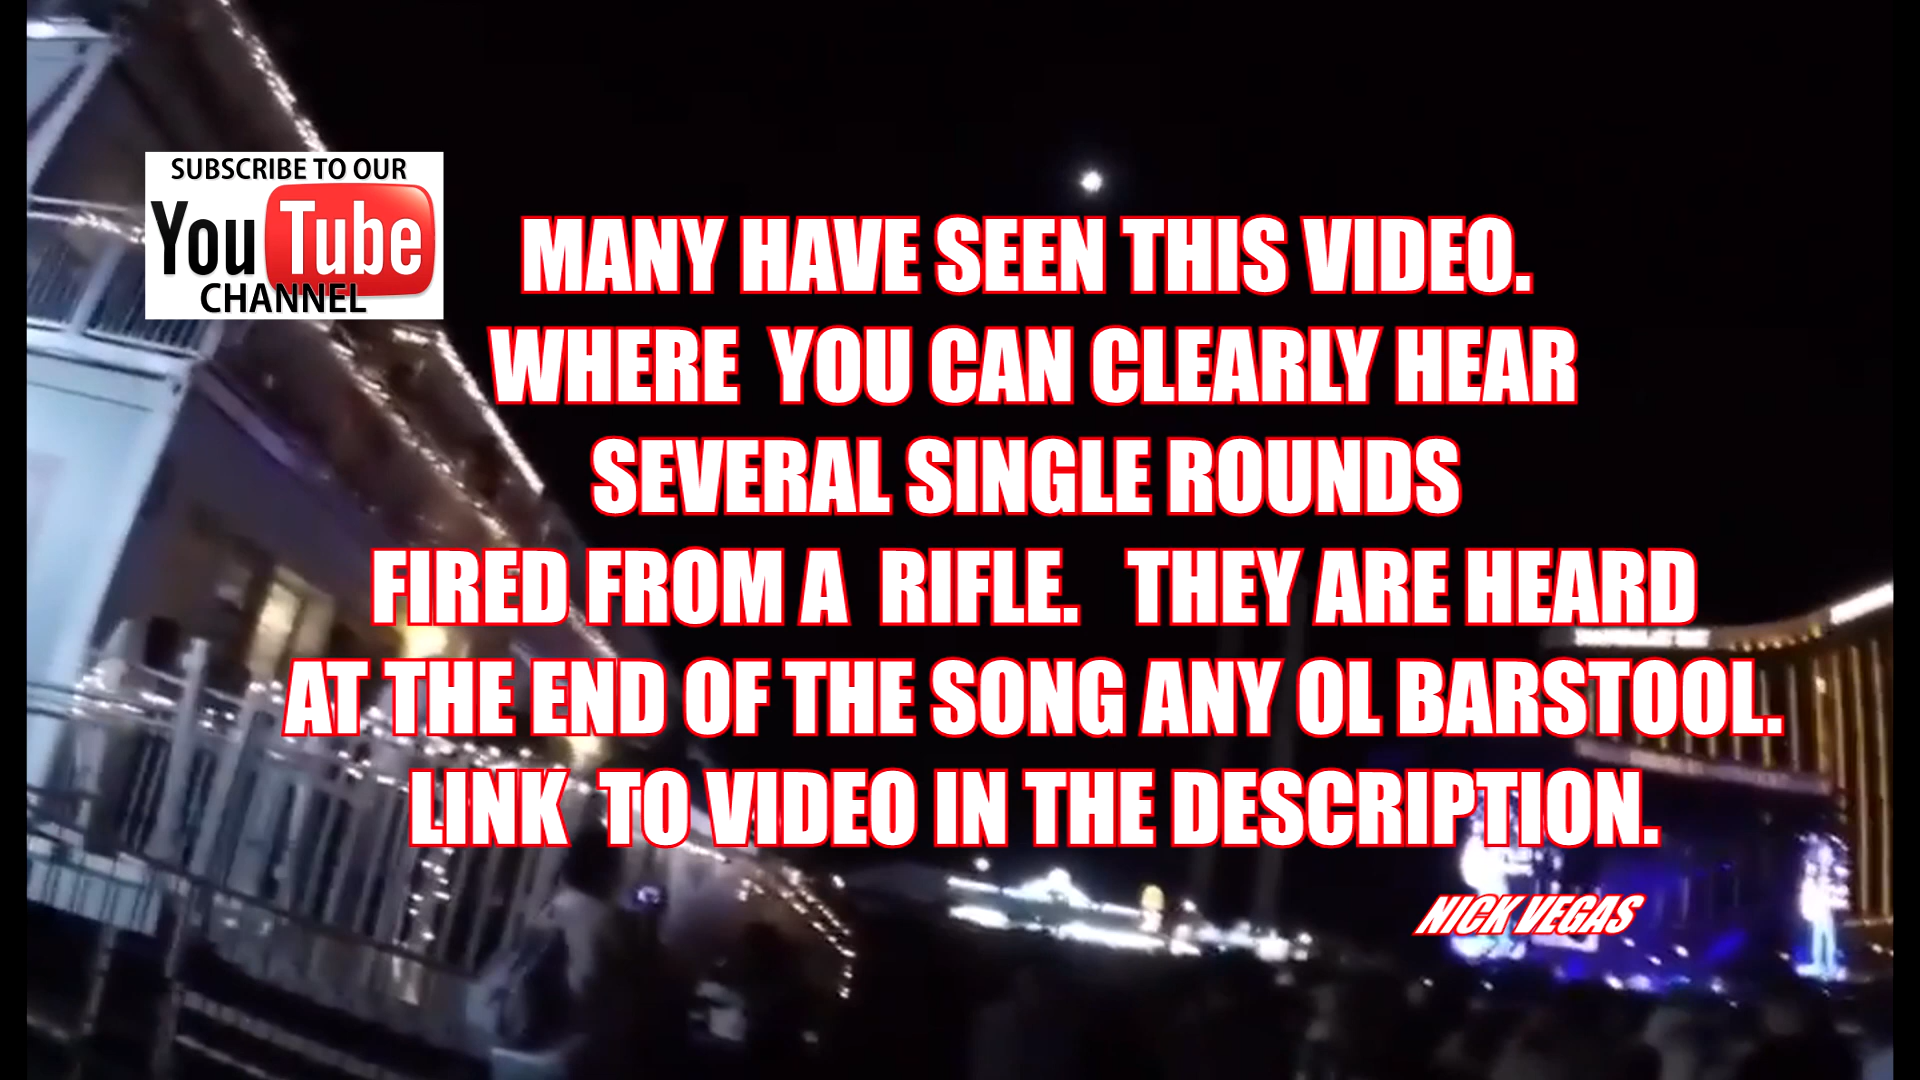 SUBSCRIBE TO OUR
YouTube
CHANNEL
MANY HAVE SEEN THIS VIDEO.
WHERE YOU CAN CLEARLY HEAR
SEVERAL SINGLE ROUNDS
FIRED FROM A RIFLE. THEY ARE HEARD
AT THE END OF THE SONG ANY OL BARSTOOL.
LINK TO VIDEO IN THE DESCRIPTION.
NICK VEGAS